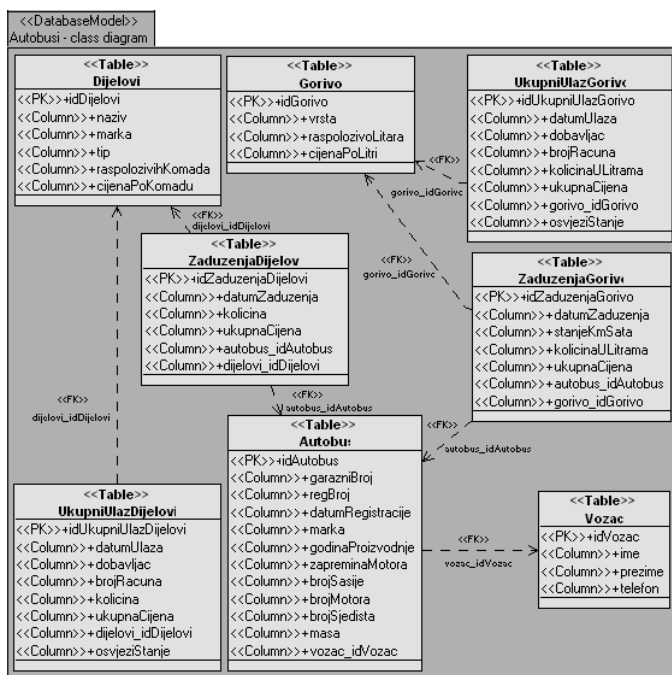 <<DatabaseModel>>
Autobusi - class diagram
<<Table>>
Dijelovi
<<PK>>+idDijelovi
<<Column>>+naziv
<<Column>>+marka
<<Column>>+tip
<<Column>>+raspolozivihKomada
<<Column>>+cijenaPoKomadu
<<Table>>
Gorivo
<<PK>>+idGorivo
<<Column>>+vrsta
<<Column>>+raspolozivoLitara
<<Column>>+cijenaPoLitri
<<Table>>
UkupniUlazGorivo
<<PK>>+idUkupniUlazGorivo
<<Column>>+datumUlaza
<<Column>>+dobavljac
<<Column>>+brojRacuna
<<Column>>+kolicinaULitrama
<<Column>>+ukupnaCijena
<<Column>>+gorivo_idGorivo
<<Column>>+osvjeziStanje
<<FK>>
gorivo_idGorivo
<<FK>>
dijelovi_idDijelovi
<<Table>>
ZaduzenjaDijelov
<<PK>>+idZaduzenjaDijelovi
<<Column>>+datumZaduzenja
<<Column>>+kolicina
<<Column>>+ukupnaCijena
<<Column>>+autobus_idAutobus
<<Column>>+dijelovi_idDijelovi
<<FK>>
gorivo_idGorivo
<<Table>>
ZaduzenjaGorivo
<<PK>>+idZaduzenjaGorivo
<<Column>>+datumZaduzenja
<<Column>>+stanjeKmSata
<<Column>>+kolicinaULitrama
<<Column>>+ukupnaCijena
<<Column>>+autobus_idAutobus
<<Column>>+gorivo_idGorivo
<<FK>>
dijelovi_idDijelovi
<<FK>>
autobus_idAutobus
<<FK>>
autobus_idAutobus
<<Table>>
Autobus
<<PK>>+idAutobus
<<Column>>+garazniBroj
<<Column>>+regBroj
<<Column>>+datumRegistracije
<<Column>>+marka
<<Column>>+godinaProizvodnje
<<Column>>+zapreminaMotora
<<Column>>+brojSasije
<<Column>>+brojMotora
<<Column>>+brojSjedista
<<Column>>+masa
<<Column>>+vozac_idVozac
<<Table>>
UkupniUlazDijelovi
<<PK>>+idUkupniUlazDijelovi
<<Column>>+datumUlaza
<<Column>>+dobavljac
<<Column>>+brojRacuna
<<Column>>+kolicina
<<Column>>+ukupnaCijena
<<Column>>+dijelovi_idDijelovi
<<Column>>+osvjeziStanje
<<FK>>
vozac_idVozac
<<Table>>
Vozac
<<PK>>+idVozac
<<Column>>+ime
<<Column>>+prezime
<<Column>>+telefon